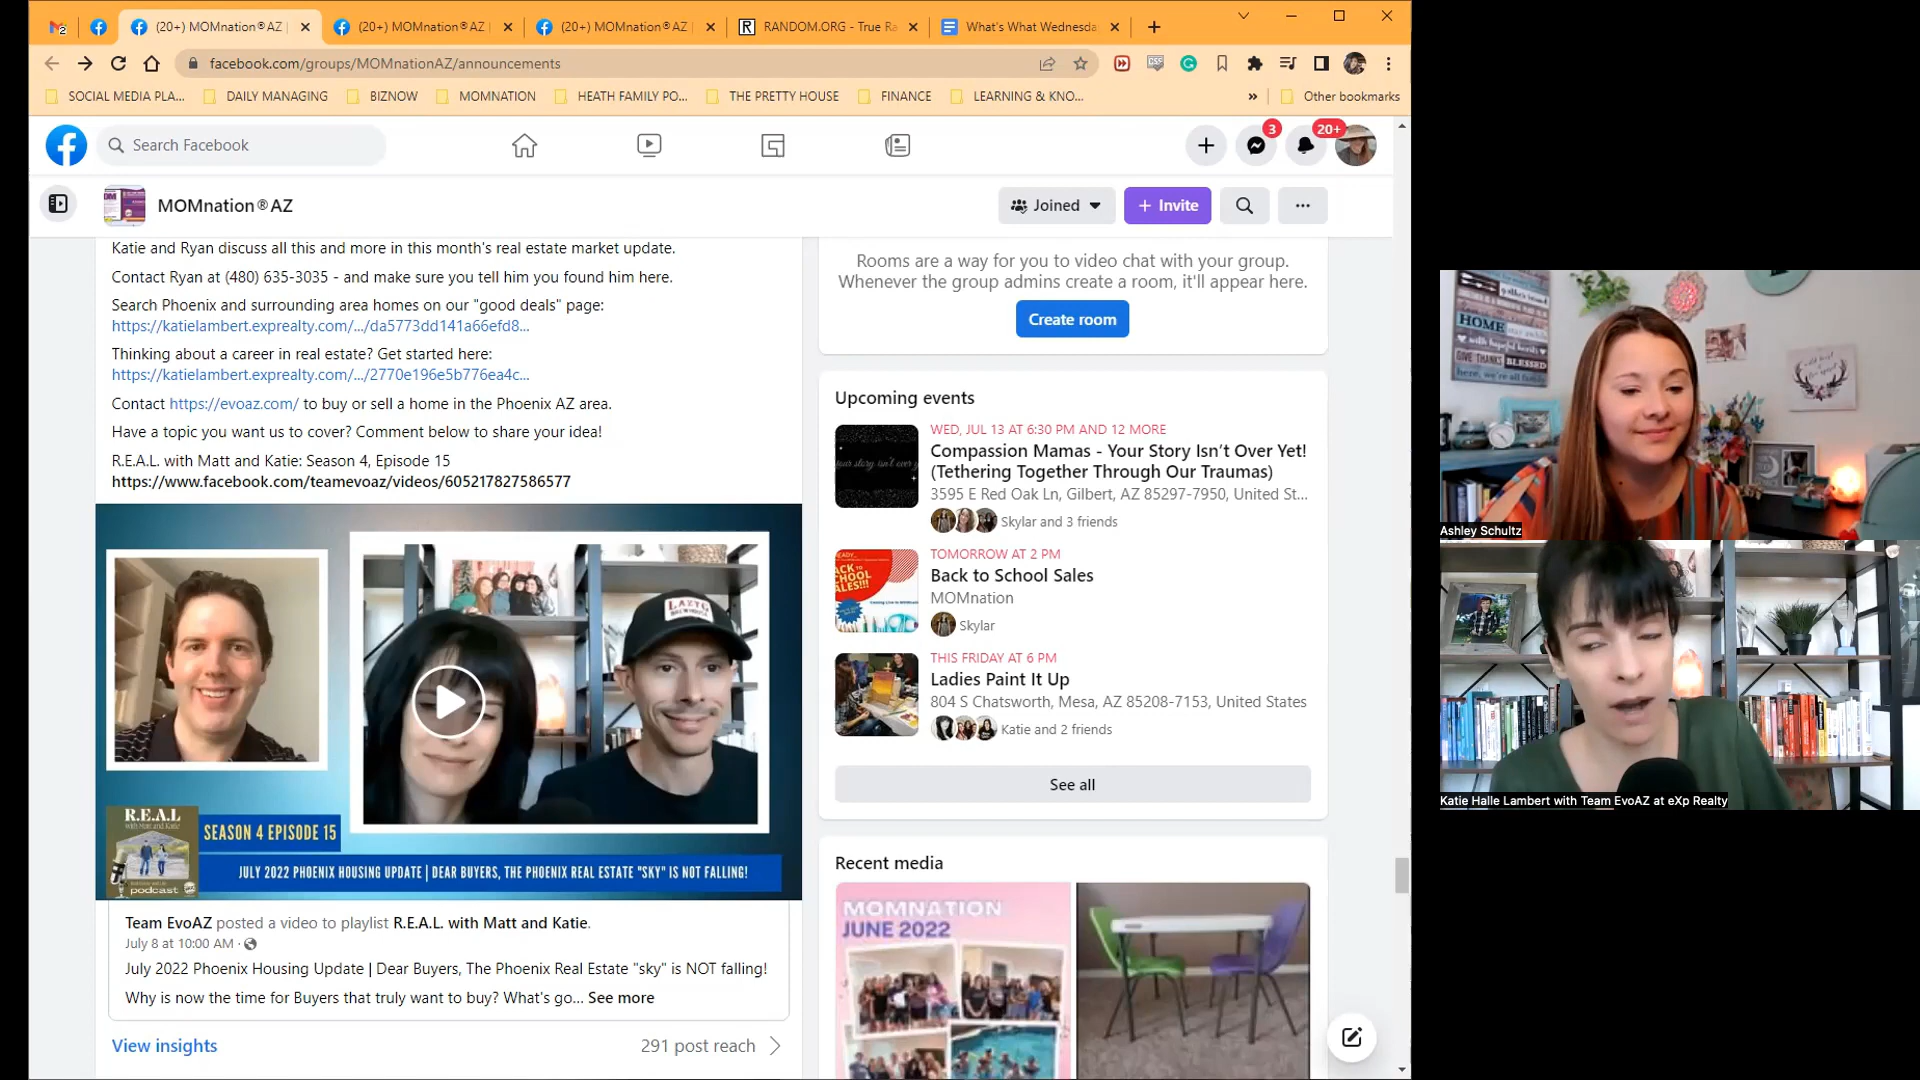 (20+) MOMnation®AZ
(20+) MOMnation®AZ
(20+) MOMnation®AZ
RANDOM.ORG - True Ra
What's What Wednesda
facebook.com/groups/MOMnationAZ/announcements
SOCIAL MEDIA PLA...
DAILY MANAGING
BIZNOW
MOMNATION
HEATH FAMILY PO...
THE PRETTY HOUSE
FINANCE
LEARNING & KNO...
»
Other bookmarks
Search Facebook
3
20+
MOMnation®AZ
Joined
+ Invite
Katie and Ryan discuss all this and more in this month's real estate market update.
Contact Ryan at (480) 635-3035 - and make sure you tell him you found him here.
Search Phoenix and surrounding area homes on our "good deals" page:
https://katielambert.exprealty.com/.../da5773dd141a66efd8...
Thinking about a career in real estate? Get started here:
https://katielambert.exprealty.com/.../2770e196e5b776ea4c...
Contact https://evoaz.com/ to buy or sell a home in the Phoenix AZ area.
Have a topic you want us to cover? Comment below to share your idea!
R.E.A.L. with Matt and Katie: Season 4, Episode 15
https://www.facebook.com/teamevoaz/videos/605217827586577
LAZY G
BREWHOUSE
R.E.A.L
with Matt and Katie
podcast
SEASON 4 EPISODE 15
JULY 2022 PHOENIX HOUSING UPDATE | DEAR BUYERS, THE PHOENIX REAL ESTATE "SKY" IS NOT FALLING!
Team EvoAZ posted a video to playlist R.E.A.L. with Matt and Katie.
July 8 at 10:00 AM ·
July 2022 Phoenix Housing Update | Dear Buyers, The Phoenix Real Estate "sky" is NOT falling!
Why is now the time for Buyers that truly want to buy? What's go... See more
View insights
291 post reach
Rooms are a way for you to video chat with your group.
Whenever the group admins create a room, it'll appear here.
Create room
Upcoming events
WED, JUL 13 AT 6:30 PM AND 12 MORE
Compassion Mamas - Your Story Isn't Over Yet!
(Tethering Together Through Our Traumas)
3595 E Red Oak Ln, Gilbert, AZ 85297-7950, United St...
Skylar and 3 friends
TOMORROW AT 2 PM
Back to School Sales
MOMnation
Skylar
THIS FRIDAY AT 6 PM
Ladies Paint It Up
804 S Chatsworth, Mesa, AZ 85208-7153, United States
Katie and 2 friends
See all
Recent media
MOMNATION
JUNE 2022
HOME
GIVE THANKS
BLESSED
Ashley Schultz
Katie Halle Lambert with Team EvoAZ at eXp Realty